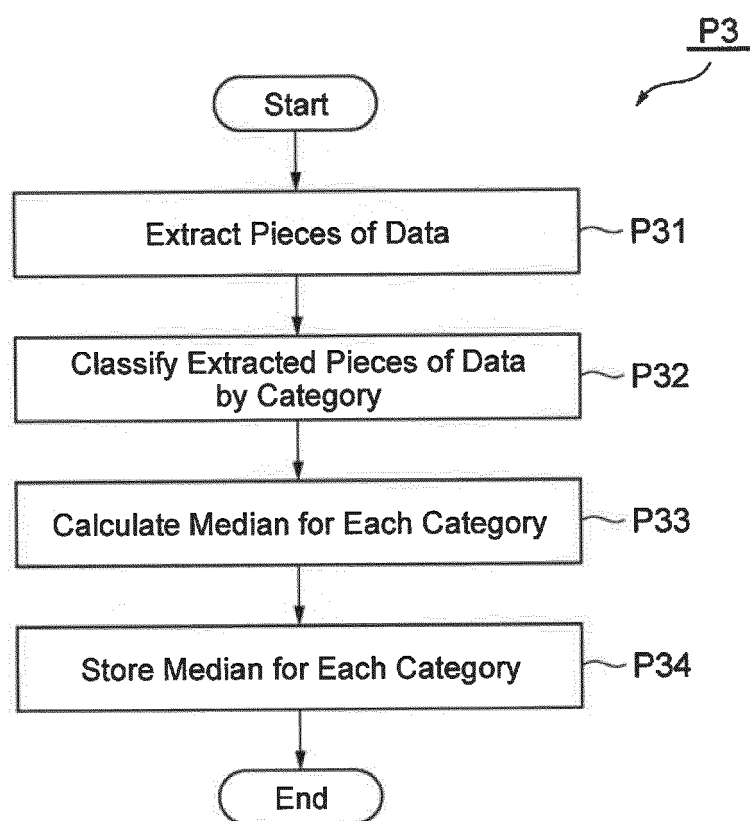 P3
Start
Extract Pieces of Data
P31
Classify Extracted Pieces of Data
by Category
P32
Calculate Median for Each Category
P33
Store Median for Each Category
P34
End